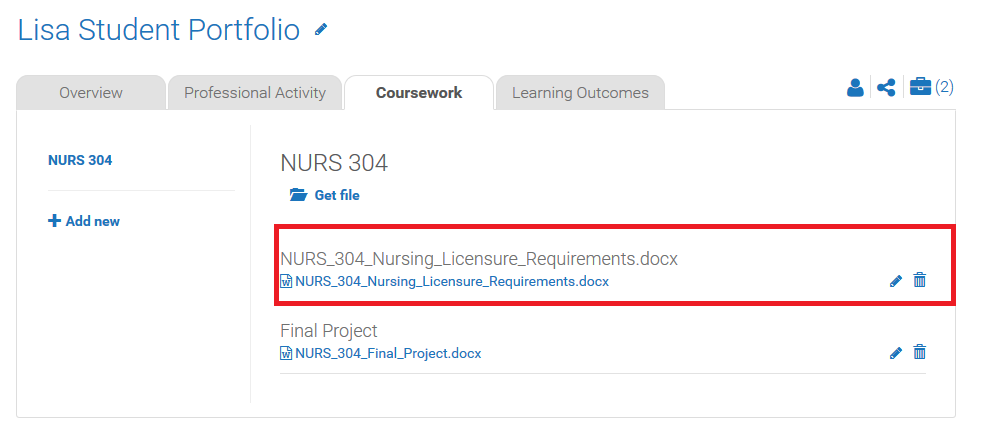 Lisa Student Portfolio
Overview
Professional Activity
Coursework
Learning Outcomes
(2)
NURS 304
Add new
NURS 304
Get file
NURS_304_Nursing_Licensure_Requirements.docx
NURS_304_Nursing_Licensure_Requirements.docx
Final Project
NURS_304_Final_Project.docx